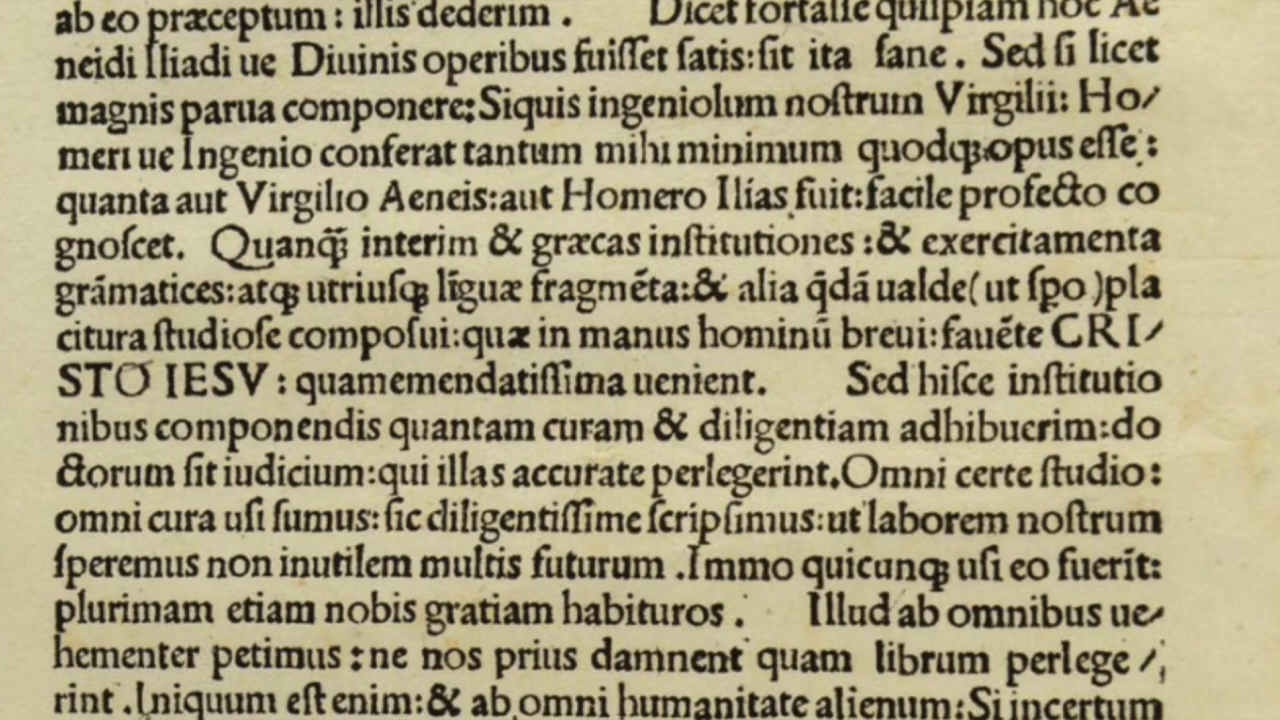 ab eo præceptum : illis dederim . Dicet fortasſe quiſpiam hoc Ae
neidi Iliadi ue Diuinis operibus fuiſſet ſatis:ſit ita ſane . Sed ſi licet
magnis parua componere:Siquis ingeniolum noſtrum Virgilii: Ho/
meri ue Ingenio conferat tantum mihi minimum quodqꝫ opus eſſe :
quanta aut Virgilio Aeneis:aut Homero Ilias fuit:facile profecto co
gnoſcet. Quanq̃ꝫ interim & græcas inſtitutiones :& exercitamenta
grãmatices:atqꝫ utriuſqꝫ lĩguæ fragmẽta:& alia q̃dã ualde( ut ſpo )pla
citura ſtudioſe compoſui:quæ in manus hominũ breui:fauẽte CRI/
STO IESV : quamemendatiſſima uenient. Sed hiſce inſtitutio
nibus componendis quantam curam & diligentiam adhibuerim:do
ctorum ſit iudicium:qui illas accurate perlegerint.Omni certe ſtudio:
omni cura uſi ſumus:ſic diligentiſſime ſcripſimus:ut laborem noſtrum
ſperemus non inutilem multis futurum .Immo quicunqꝫ uſi eo fuerĩt:
plurimam etiam nobis gratiam habituros . Illud ab omnibus ue/
hementer petimus : ne nos prius damnent quam librum perlege /
rint .Iniquum eſt enim:& ab omni humanitate alienum:Si incertum